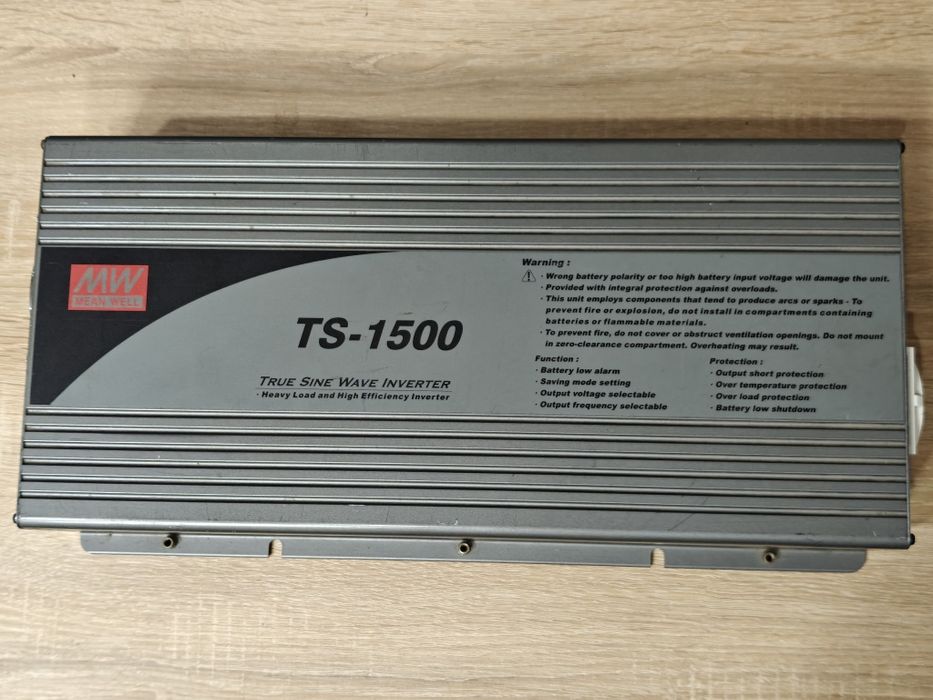 MW
MEAN WELL
TS-1500
TRUE SINE WAVE INVERTER
· Heavy Load and High Efficiency Inverter
Warning :
· Wrong battery polarity or too high battery input voltage will damage the unit.
· Provided with integral protection against overloads.
· This unit employs components that tend to produce arcs or sparks - To
prevent fire or explosion, do not install in compartments containing
batteries or flammable materials.
· To prevent fire, do not cover or obstruct ventilation openings. Do not mount
in zero-clearance compartment. Overheating may result.
Function :
· Battery low alarm
· Saving mode setting
· Output voltage selectable
· Output frequency selectable
Protection :
· Output short protection
· Over temperature protection
· Over load protection
· Battery low shutdown